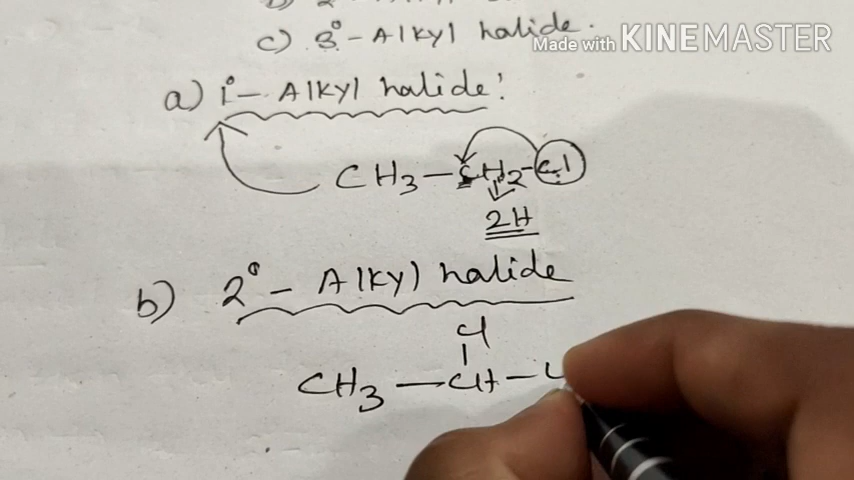 c) 3° - Alkyl halide.
Made with KINEMASTER
a) 1° - Alkyl halide!
CH3 - CH2 - Cl
2H
b) 2° - Alkyl halide
Cl
CH3 - CH -